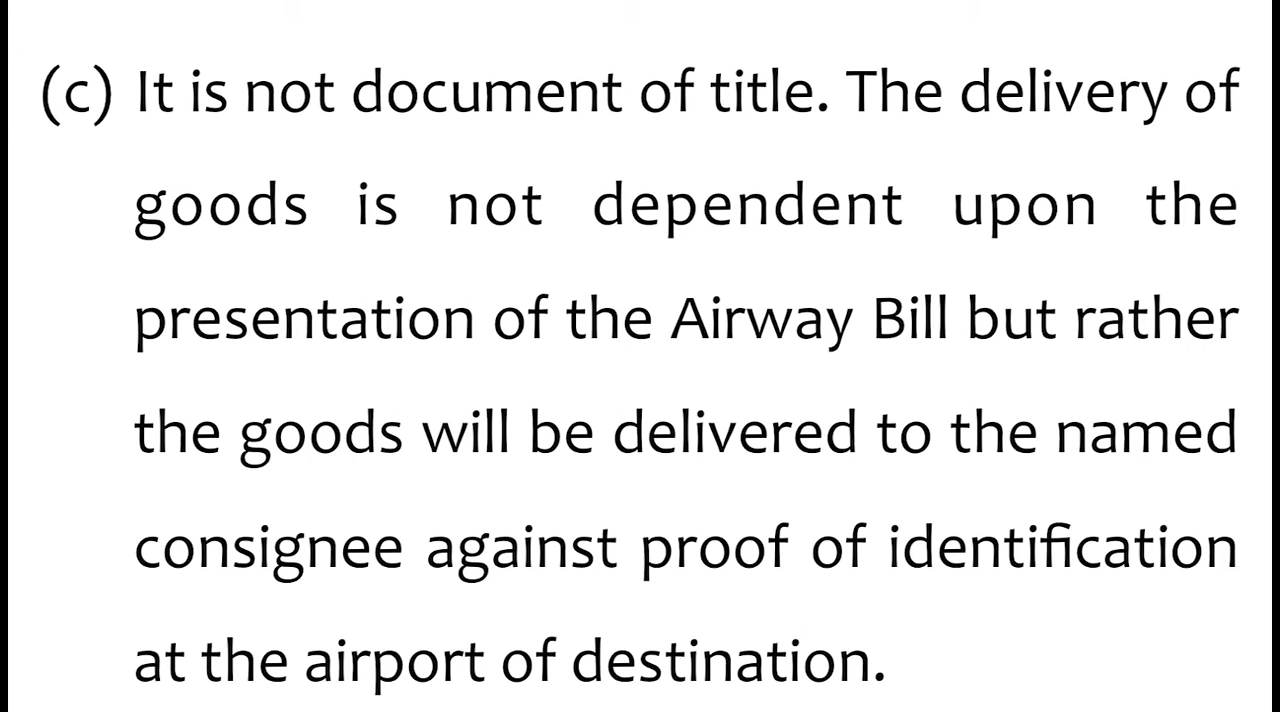 (c) It is not document of title. The delivery of
goods is not dependent upon the
presentation of the Airway Bill but rather
the goods will be delivered to the named
consignee against proof of identification
at the airport of destination.